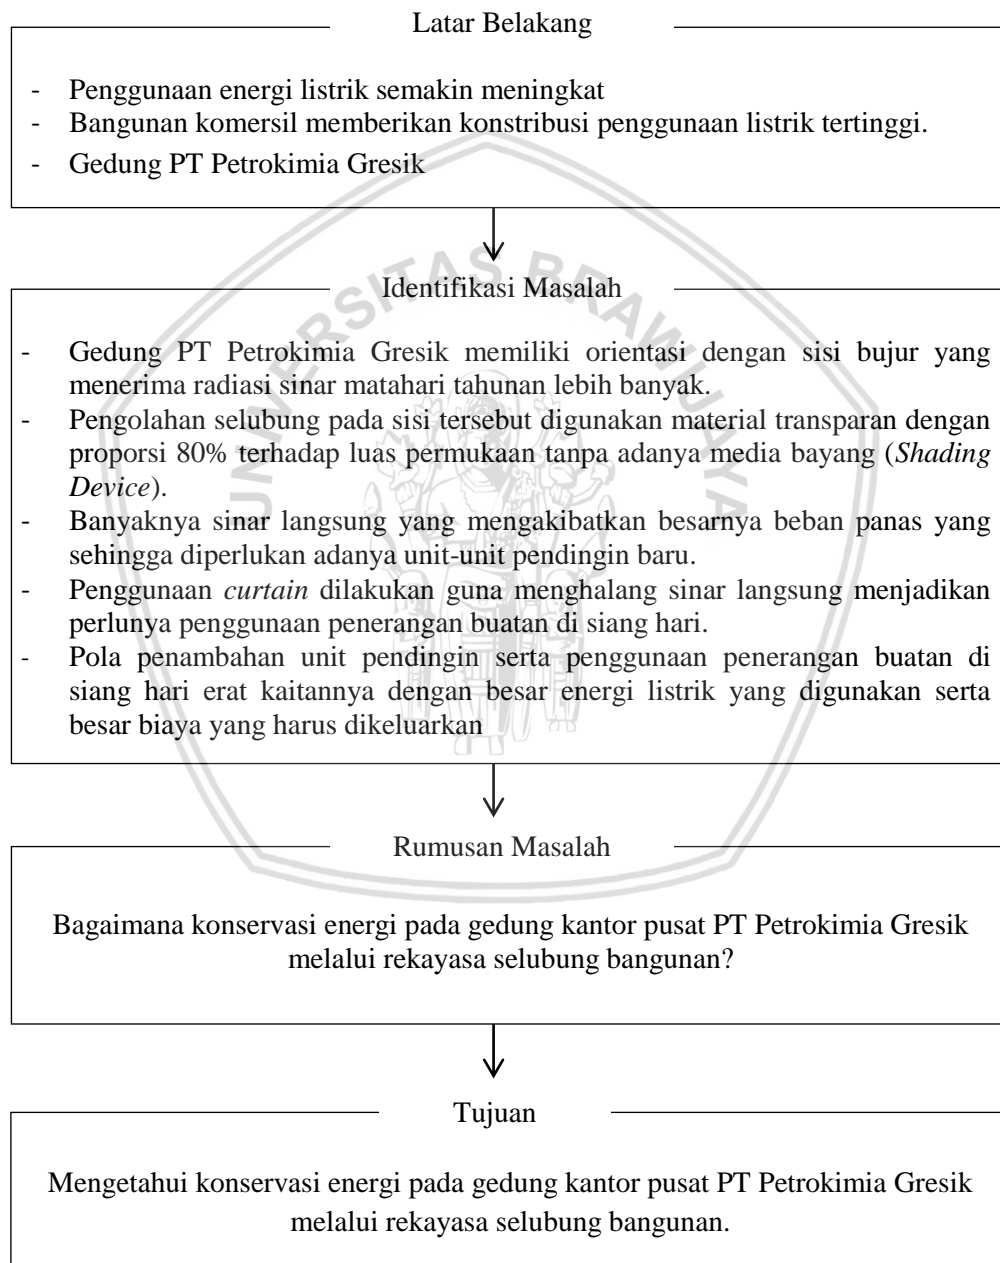 Latar Belakang
- Penggunaan energi listrik semakin meningkat
- Bangunan komersil memberikan konstribusi penggunaan listrik tertinggi.
- Gedung PT Petrokimia Gresik
UNIVERSITAS BRAWIJAYA
Identifikasi Masalah
- Gedung PT Petrokimia Gresik memiliki orientasi dengan sisi bujur yang
menerima radiasi sinar matahari tahunan lebih banyak.
- Pengolahan selubung pada sisi tersebut digunakan material transparan dengan
proporsi 80% terhadap luas permukaan tanpa adanya media bayang (Shading
Device).
- Banyaknya sinar langsung yang mengakibatkan besarnya beban panas yang
sehingga diperlukan adanya unit-unit pendingin baru.
- Penggunaan curtain dilakukan guna menghalang sinar langsung menjadikan
perlunya penggunaan penerangan buatan di siang hari.
- Pola penambahan unit pendingin serta penggunaan penerangan buatan di
siang hari erat kaitannya dengan besar energi listrik yang digunakan serta
besar biaya yang harus dikeluarkan
Rumusan Masalah
Bagaimana konservasi energi pada gedung kantor pusat PT Petrokimia Gresik
melalui rekayasa selubung bangunan?
Tujuan
Mengetahui konservasi energi pada gedung kantor pusat PT Petrokimia Gresik
melalui rekayasa selubung bangunan.